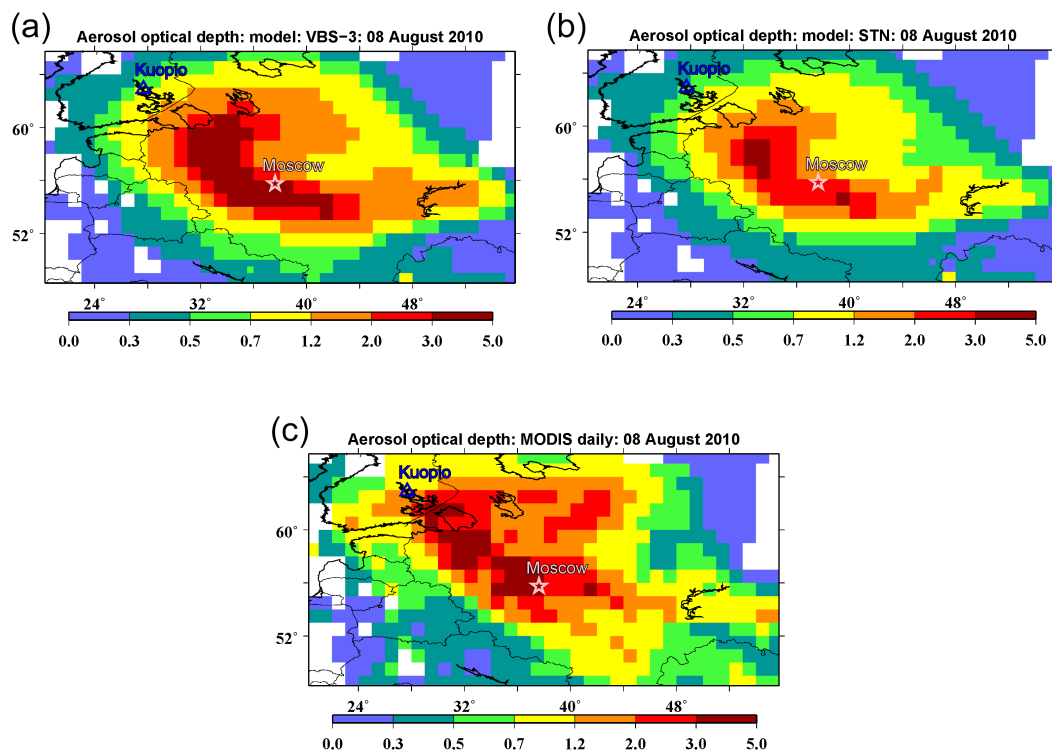 (a)
Aerosol optical depth: model: VBS−3: 08 August 2010
Kuopio
60°
Moscow
52°
24° 32° 40° 48°
0.0 0.3 0.5 0.7 1.2 2.0 3.0 5.0
(b)
Aerosol optical depth: model: STN: 08 August 2010
Kuopio
60°
Moscow
52°
24° 32° 40° 48°
0.0 0.3 0.5 0.7 1.2 2.0 3.0 5.0
(c)
Aerosol optical depth: MODIS daily: 08 August 2010
Kuopio
60°
Moscow
52°
24° 32° 40° 48°
0.0 0.3 0.5 0.7 1.2 2.0 3.0 5.0